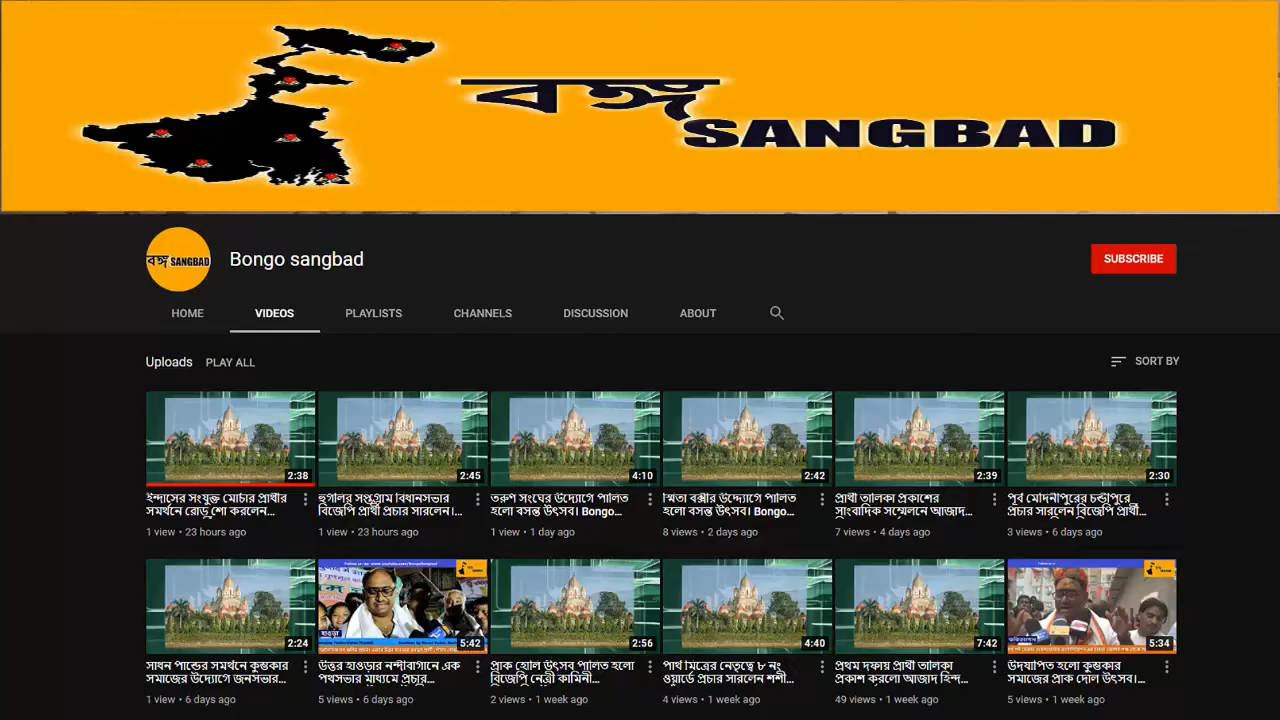 বঙ্গ
SANGBAD
বঙ্গ SANGBAD
Bongo sangbad
SUBSCRIBE
HOME VIDEOS PLAYLISTS CHANNELS DISCUSSION ABOUT
Uploads PLAY ALL SORT BY
2:38 2:45 4:10 2:42 2:39 2:30
ইন্দাসের সংযুক্ত মোর্চার প্রার্থীর সমর্থনে রোড শো করলেন...
হুগলির সপ্তগ্রাম বিধানসভার বিজেপি প্রার্থী প্রচার সারলেন।...
তরুণ সংঘের উদ্যোগে পালিত হলো বসন্ত উৎসব। Bongo...
স্মিতা বক্সীর উদ্দ্যোগে পালিত হলো বসন্ত উৎসব। Bongo...
প্রার্থী তালিকা প্রকাশের সাংবাদিক সম্মেলনে আজাদ...
পূর্ব মেদিনীপুরের চন্ডীপুরে প্রচার সারলেন বিজেপি প্রার্থী...
1 view • 23 hours ago 1 view • 23 hours ago 1 view • 1 day ago 8 views • 2 days ago 7 views • 4 days ago 3 views • 6 days ago
2:24 5:42 2:56 4:40 7:42 5:34
হাওড়া
সাধন পান্ডের সমর্থনে কুম্ভকার সমাজের উদ্যোগে জনসভার...
উত্তর হাওড়ার নন্দীবাগানে এক পথসভার মাধ্যমে প্রচার...
প্রাক হোলি উৎসব পালিত হলো বিজেপি নেত্রী কামিনী...
পার্থ মিত্রের নেতৃত্বে ৮ নং ওয়ার্ডে প্রচার সারলেন শশী...
প্রথম দফায় প্রার্থী তালিকা প্রকাশ করলো আজাদ হিন্দ...
উদযাপিত হলো কুম্ভকার সমাজের প্রাক দোল উৎসব।...
1 view • 6 days ago 5 views • 6 days ago 2 views • 1 week ago 4 views • 1 week ago 49 views • 1 week ago 5 views • 1 week ago